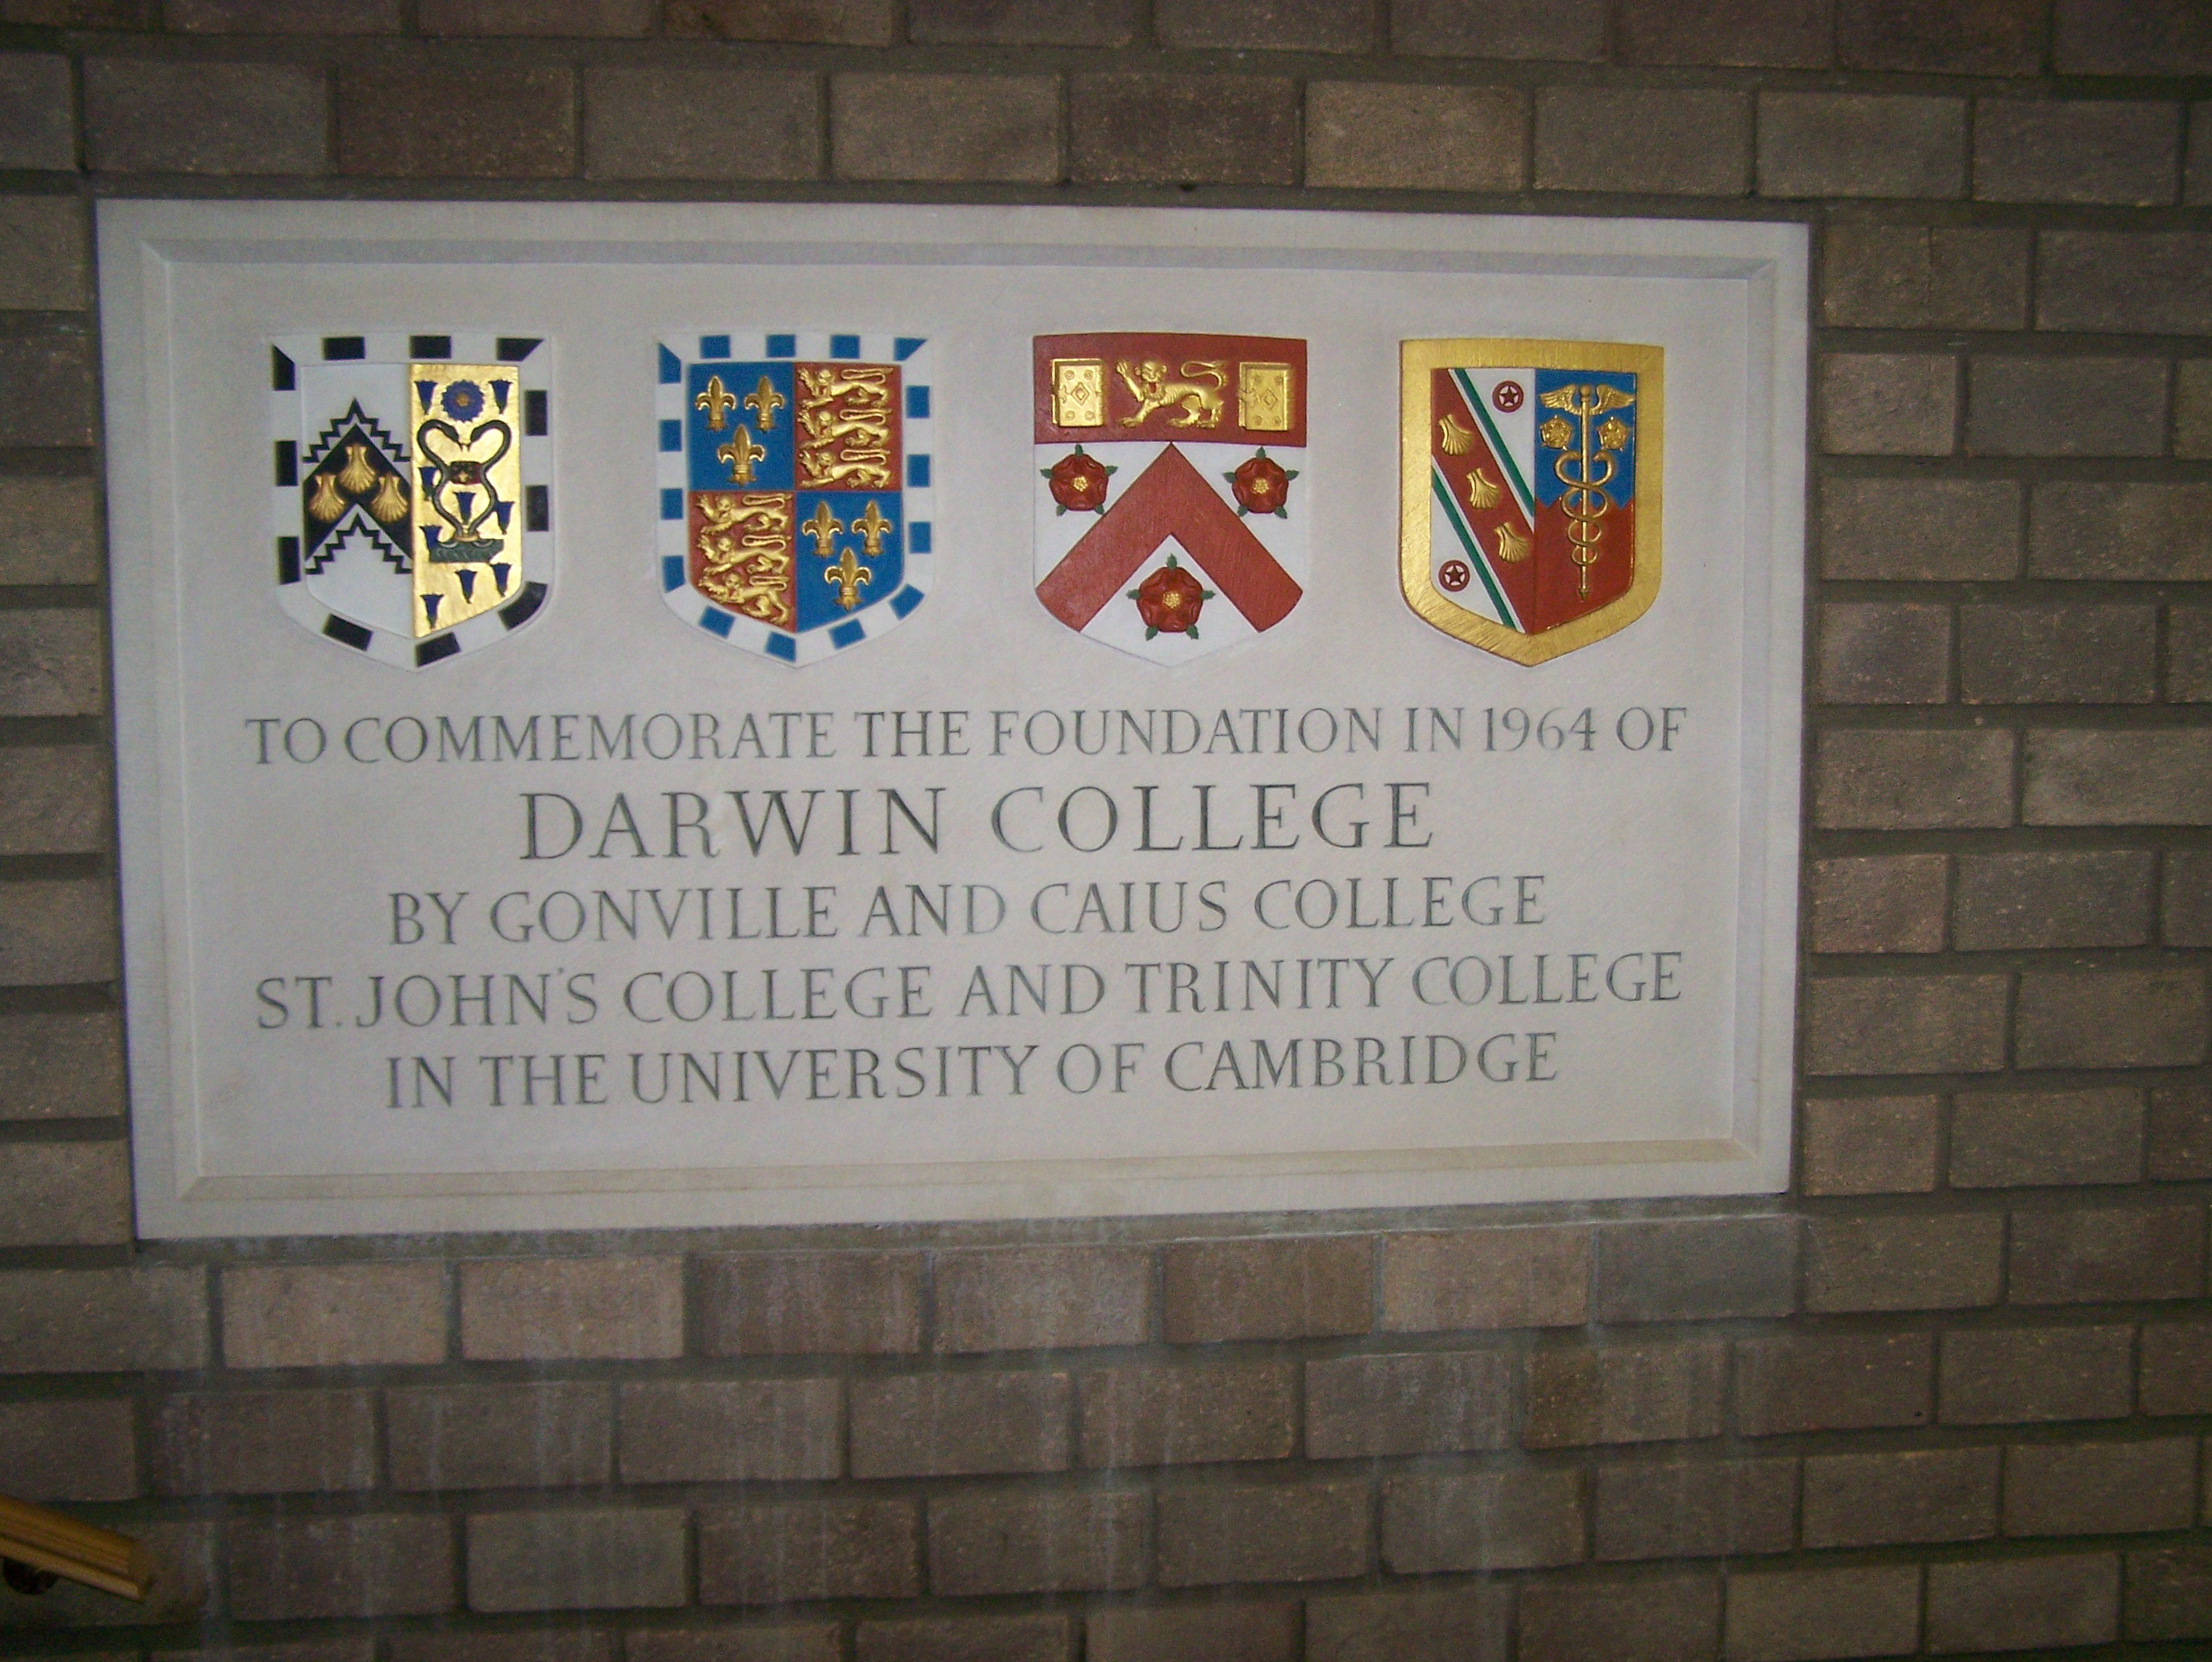 TO COMMEMORATE THE FOUNDATION IN 1964 OF
DARWIN COLLEGE
BY GONVILLE AND CAIUS COLLEGE
ST. JOHN'S COLLEGE AND TRINITY COLLEGE
IN THE UNIVERSITY OF CAMBRIDGE